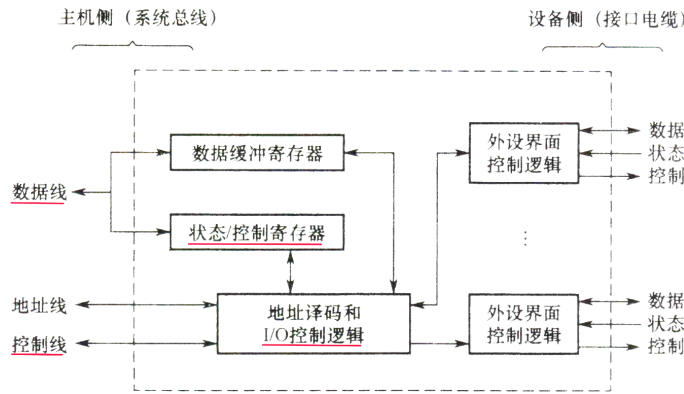 主机侧（系统总线）
设备侧（接口电缆）
数据缓冲寄存器
外设界面
控制逻辑
数据
状态
控制
数据线
状态/控制寄存器
⋮
地址线
地址译码和
I/O控制逻辑
外设界面
控制逻辑
数据
状态
控制
控制线